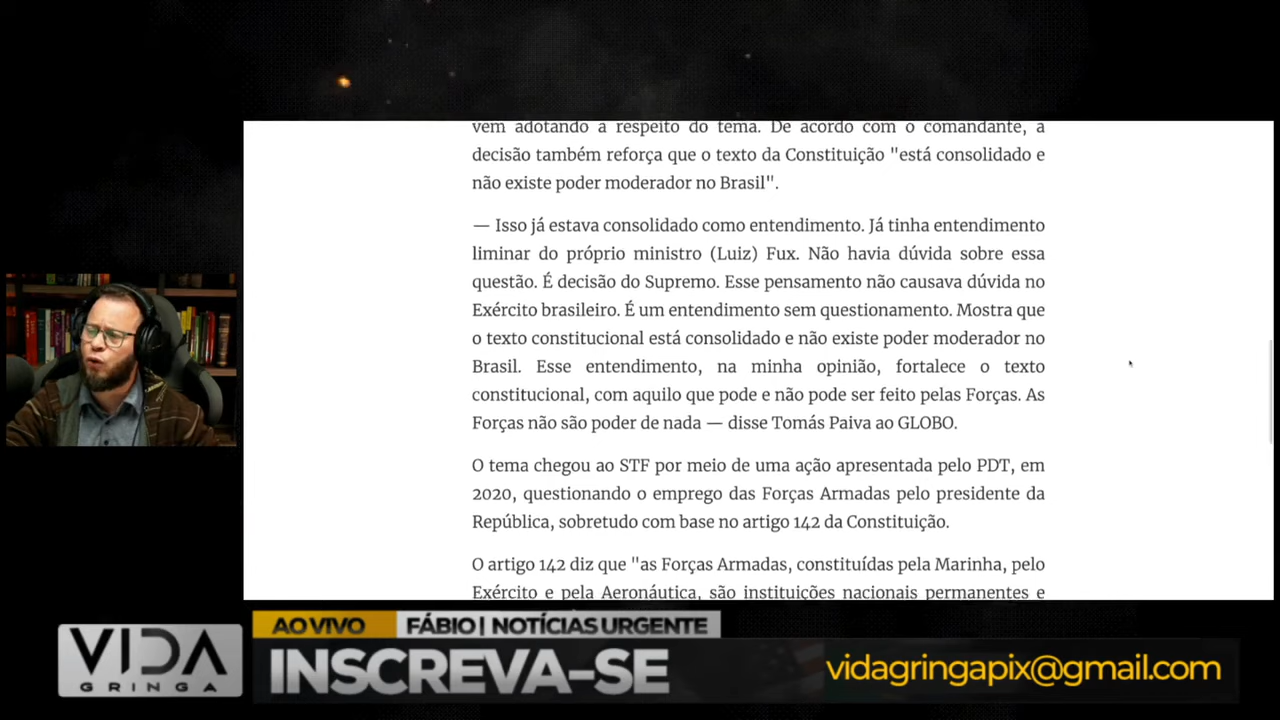 vem adotando a respeito do tema. De acordo com o comandante, a
decisão também reforça que o texto da Constituição "está consolidado e
não existe poder moderador no Brasil".
— Isso já estava consolidado como entendimento. Já tinha entendimento
liminar do próprio ministro (Luiz) Fux. Não havia dúvida sobre essa
questão. É decisão do Supremo. Esse pensamento não causava dúvida no
Exército brasileiro. É um entendimento sem questionamento. Mostra que
o texto constitucional está consolidado e não existe poder moderador no
Brasil. Esse entendimento, na minha opinião, fortalece o texto
constitucional, com aquilo que pode e não pode ser feito pelas Forças. As
Forças não são poder de nada — disse Tomás Paiva ao GLOBO.
O tema chegou ao STF por meio de uma ação apresentada pelo PDT, em
2020, questionando o emprego das Forças Armadas pelo presidente da
República, sobretudo com base no artigo 142 da Constituição.
O artigo 142 diz que "as Forças Armadas, constituídas pela Marinha, pelo
Exército e pela Aeronáutica, são instituições nacionais permanentes e
AO VIVO FÁBIO | NOTÍCIAS URGENTE
VIDA
GRINGA
INSCREVA-SE
vidagringapix@gmail.com